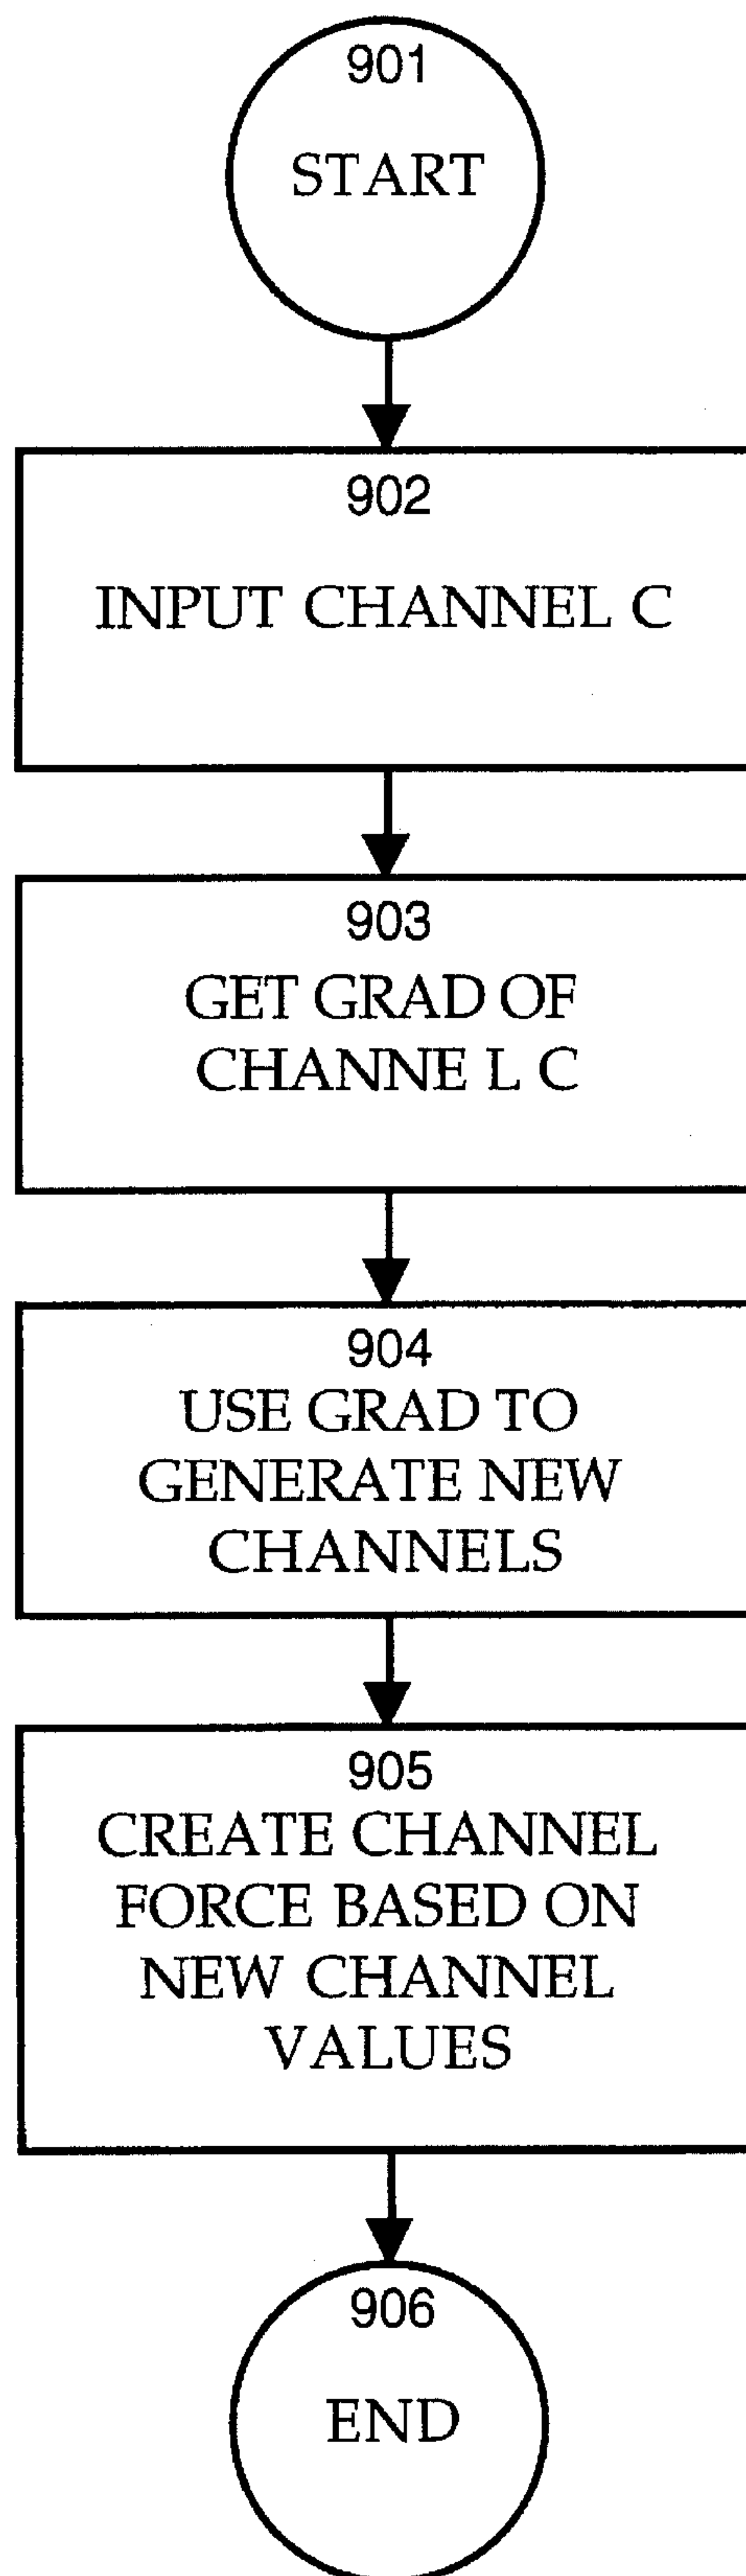 901
START
902
INPUT CHANNEL C
903
GET GRAD OF
CHANNE L C
904
USE GRAD TO
GENERATE NEW
CHANNELS
905
CREATE CHANNEL
FORCE BASED ON
NEW CHANNEL
VALUES
906
END